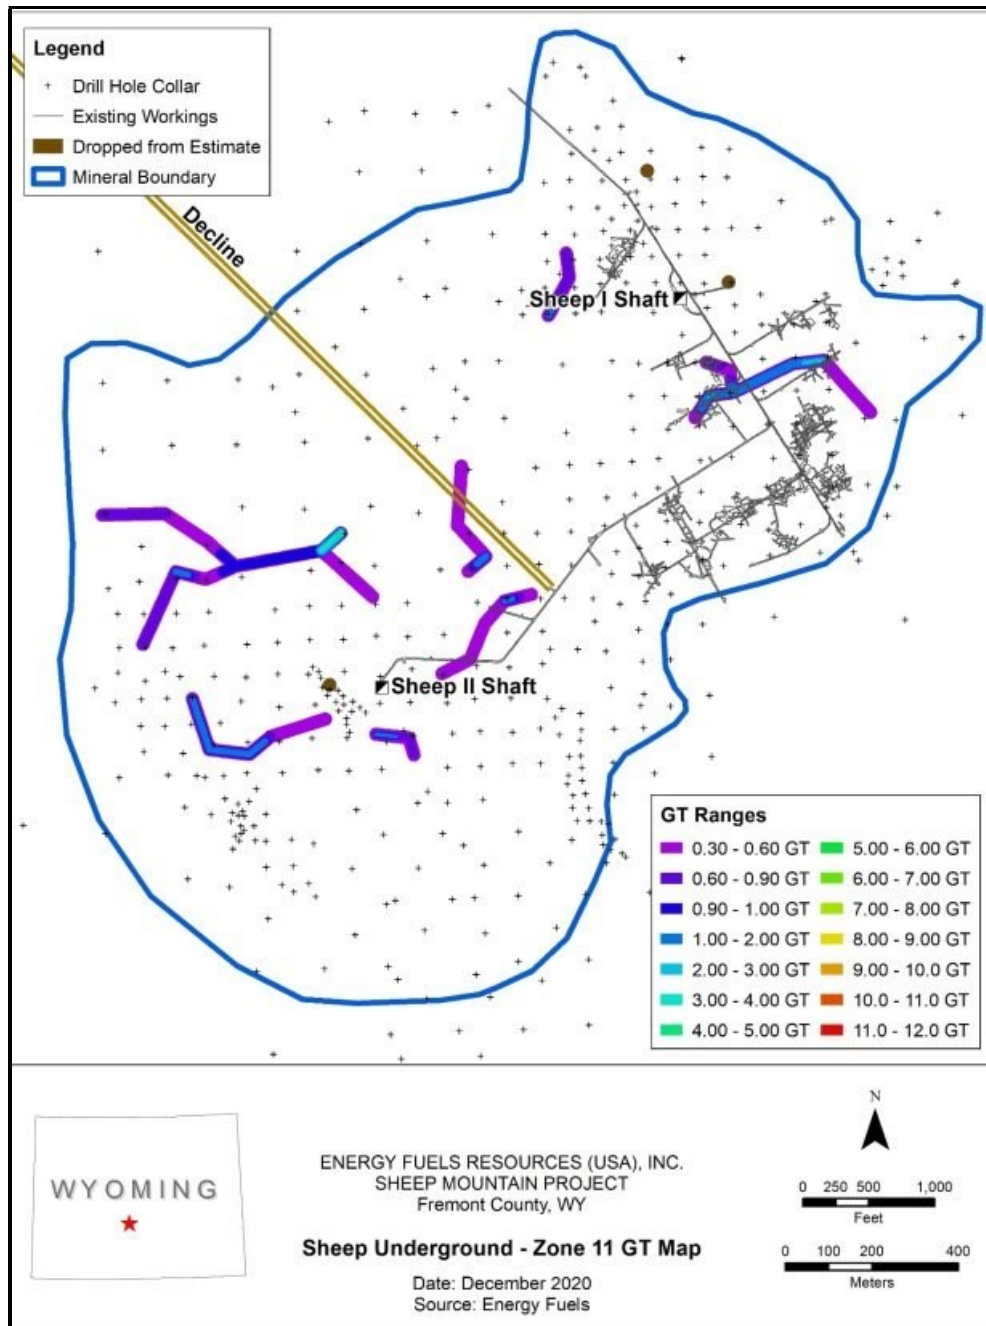 Legend
Drill Hole Collar
Existing Workings
Dropped from Estimate
Mineral Boundary
Decline
Sheep I Shaft
Sheep II Shaft
GT Ranges
0.30 - 0.60 GT
0.60 - 0.90 GT
0.90 - 1.00 GT
1.00 - 2.00 GT
2.00 - 3.00 GT
3.00 - 4.00 GT
4.00 - 5.00 GT
5.00 - 6.00 GT
6.00 - 7.00 GT
7.00 - 8.00 GT
8.00 - 9.00 GT
9.00 - 10.0 GT
10.0 - 11.0 GT
11.0 - 12.0 GT
WYOMING
ENERGY FUELS RESOURCES (USA), INC.
SHEEP MOUNTAIN PROJECT
Fremont County, WY
Sheep Underground - Zone 11 GT Map
Date: December 2020
Source: Energy Fuels
N
0 250 500 1,000
Feet
0 100 200 400
Meters